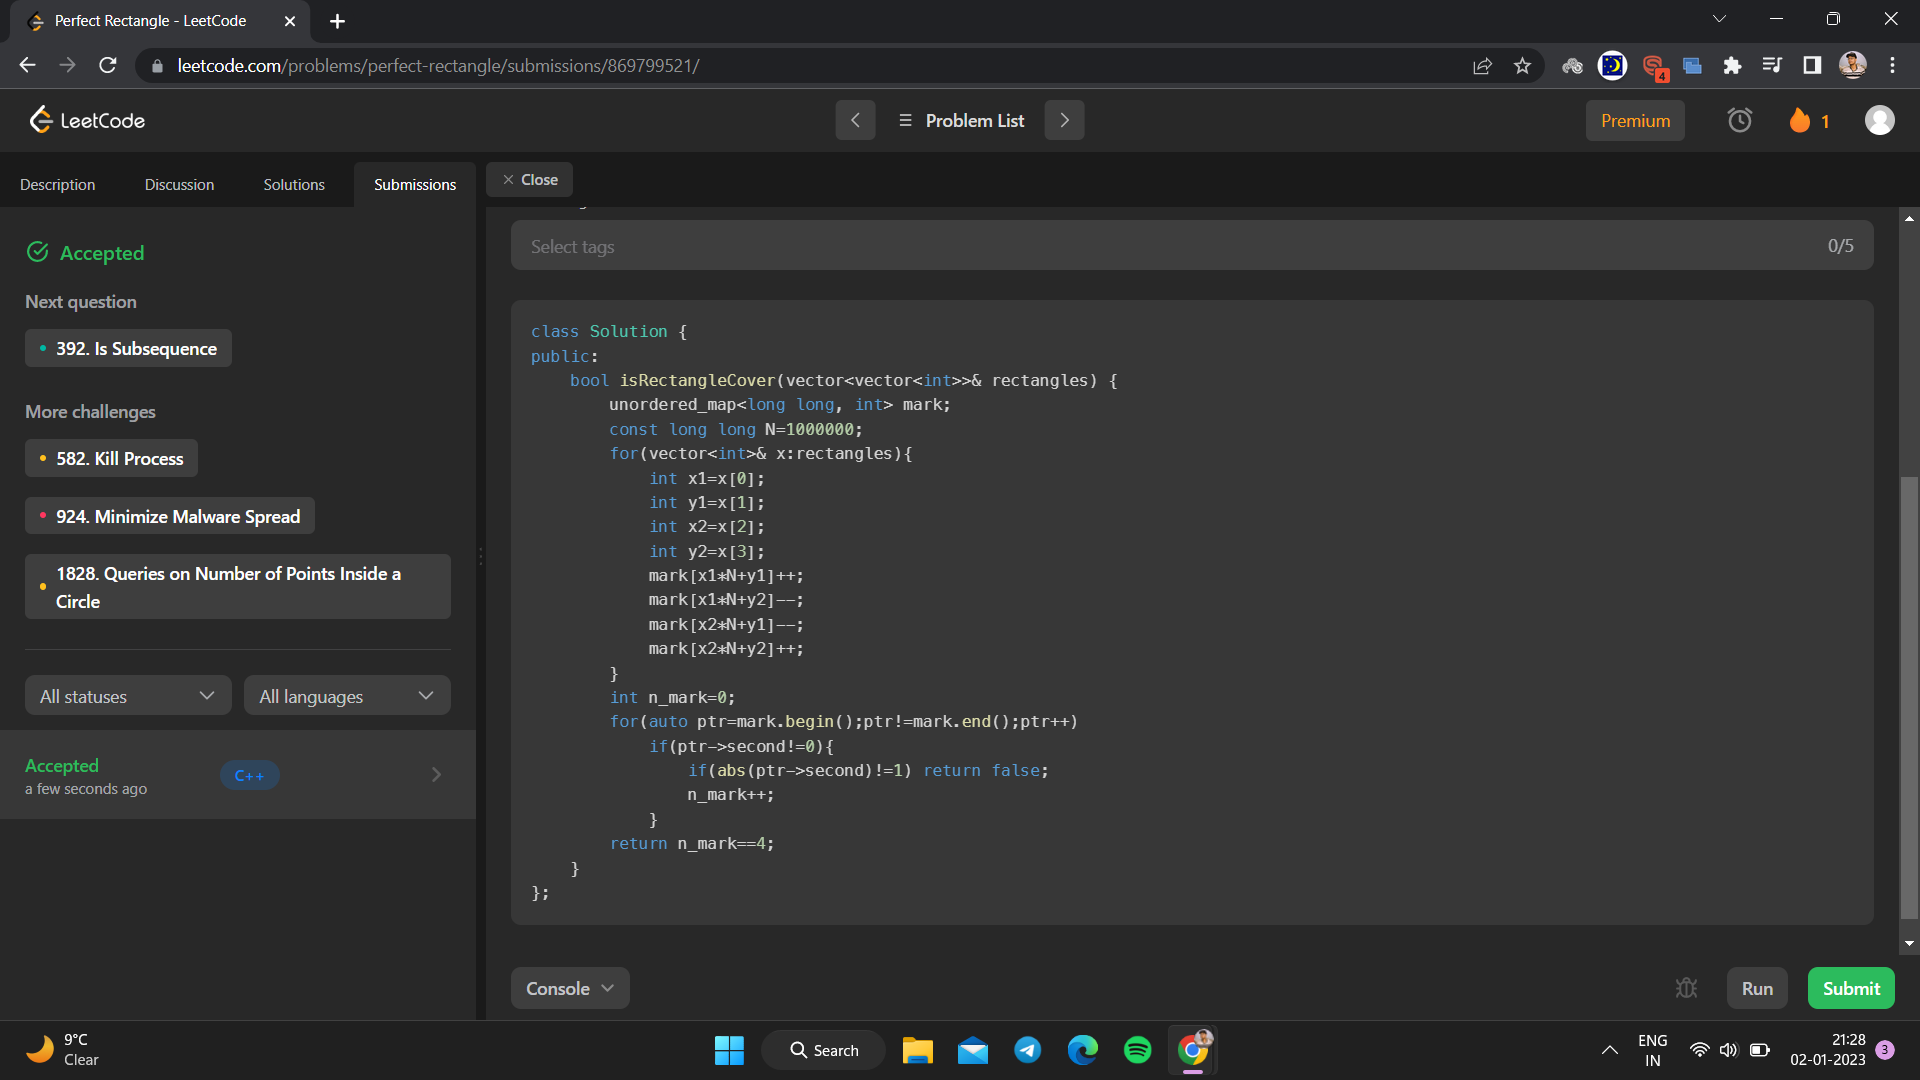 Perfect Rectangle - LeetCode
leetcode.com/problems/perfect-rectangle/submissions/869799521/
4
LeetCode
Problem List
Premium
1
Description
Discussion
Solutions
Submissions
Close
Accepted
Next question
392. Is Subsequence
More challenges
582. Kill Process
924. Minimize Malware Spread
1828. Queries on Number of Points Inside a
Circle
All statuses
All languages
Accepted
a few seconds ago
C++
Select tags
0/5
class Solution {
public:
    bool isRectangleCover(vector<vector<int>>& rectangles) {
        unordered_map<long long, int> mark;
        const long long N=1000000;
        for(vector<int>& x:rectangles){
            int x1=x[0];
            int y1=x[1];
            int x2=x[2];
            int y2=x[3];
            mark[x1*N+y1]++;
            mark[x1*N+y2]--;
            mark[x2*N+y1]--;
            mark[x2*N+y2]++;
        }
        int n_mark=0;
        for(auto ptr=mark.begin();ptr!=mark.end();ptr++)
            if(ptr->second!=0){
                if(abs(ptr->second)!=1) return false;
                n_mark++;
            }
        return n_mark==4;
    }
};
Console
Run
Submit
9°C
Clear
Search
ENG
IN
21:28
02-01-2023
3